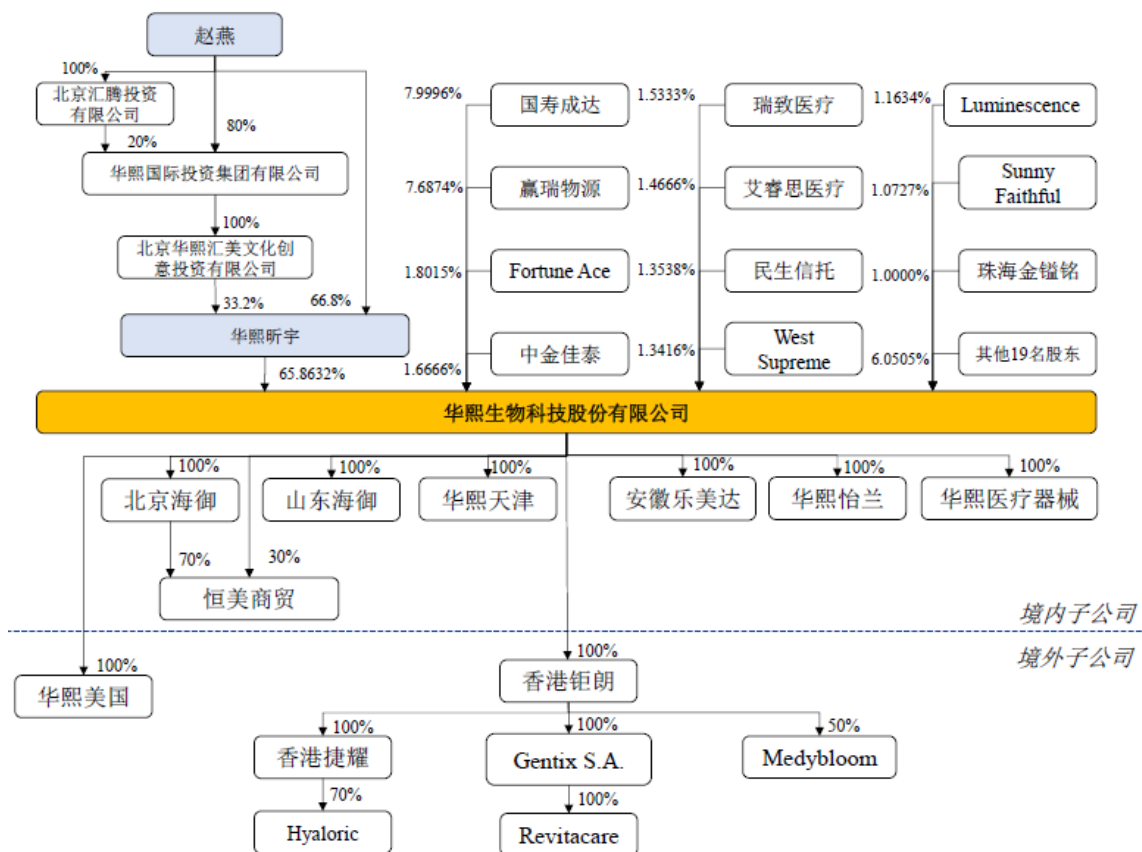 赵燕
100%
北京汇腾投资
有限公司
20%
80%
华熙国际投资集团有限公司
100%
北京华熙汇美文化创
意投资有限公司
33.2%
66.8%
华熙昕宇
65.8632%
7.9996%
国寿成达
7.6874%
赢瑞物源
1.8015%
Fortune Ace
1.6666%
中金佳泰
1.5333%
瑞致医疗
1.4666%
艾睿思医疗
1.3538%
民生信托
1.3416%
West
Supreme
1.1634%
Luminescence
1.0727%
Sunny
Faithful
1.0000%
珠海金镒铭
6.0505%
其他19名股东
华熙生物科技股份有限公司
100%
北京海御
100%
山东海御
100%
华熙天津
100%
安徽乐美达
100%
华熙怡兰
100%
华熙医疗器械
70%
30%
恒美商贸
境内子公司
境外子公司
100%
华熙美国
100%
香港钜朗
100%
香港捷耀
100%
Gentix S.A.
50%
Medybloom
70%
Hyaloric
100%
Revitacare